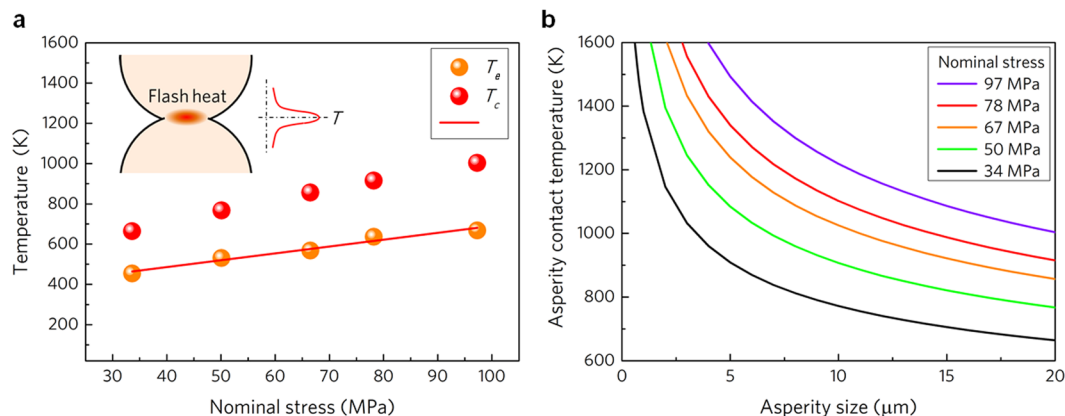 a
Temperature (K)
1600
1400
1200
1000
800
600
400
200
30 40 50 60 70 80 90 100
Nominal stress (MPa)
Flash heat
T
Te
Tc
b
Asperity contact temperature (K)
1600
1400
1200
1000
800
600
0 5 10 15 20
Asperity size (μm)
Nominal stress
97 MPa
78 MPa
67 MPa
50 MPa
34 MPa